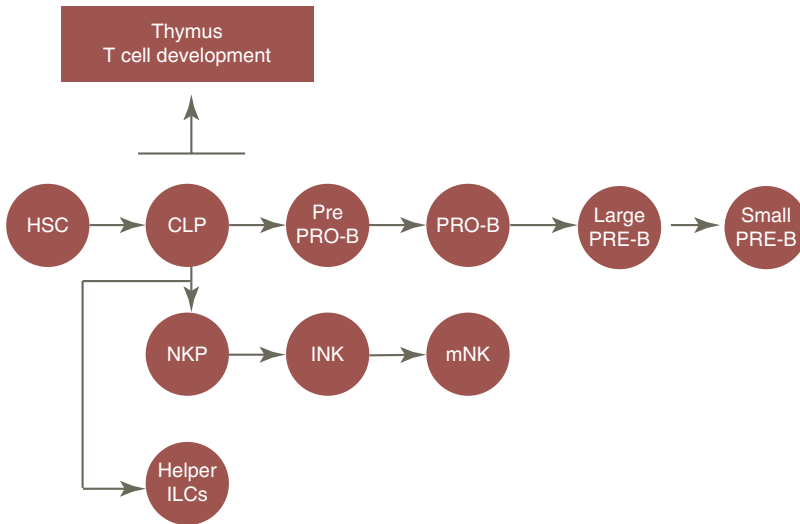 Thymus
T cell development
HSC
CLP
Pre
PRO-B
PRO-B
Large
PRE-B
Small
PRE-B
NKP
INK
mNK
Helper
ILCs